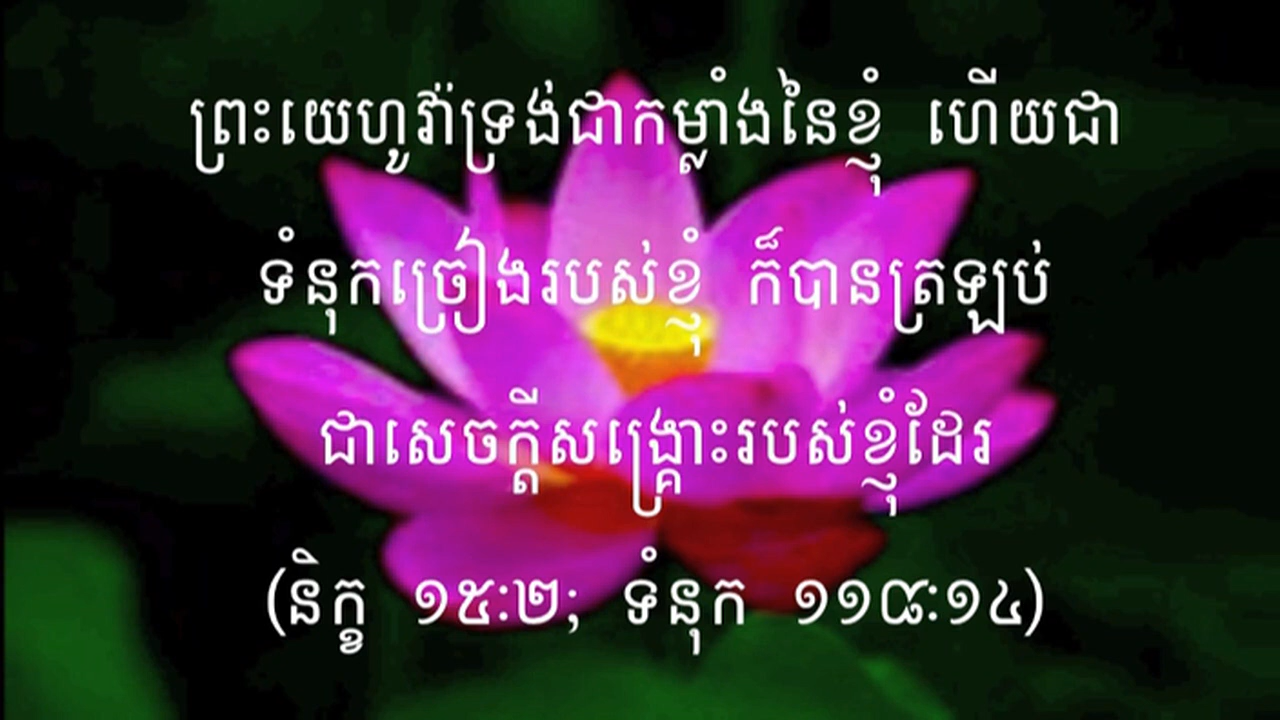 ព្រះយេហូវ៉ាទ្រង់ជាកម្លាំងនៃខ្ញុំ ហើយជា
ទំនុកច្រៀងរបស់ខ្ញុំ ក៏បានត្រឡប់
ជាសេចក្ដីសង្គ្រោះរបស់ខ្ញុំដែរ
(និក្ខ ១៥:២; ទំនុក ១១៨:១៤)